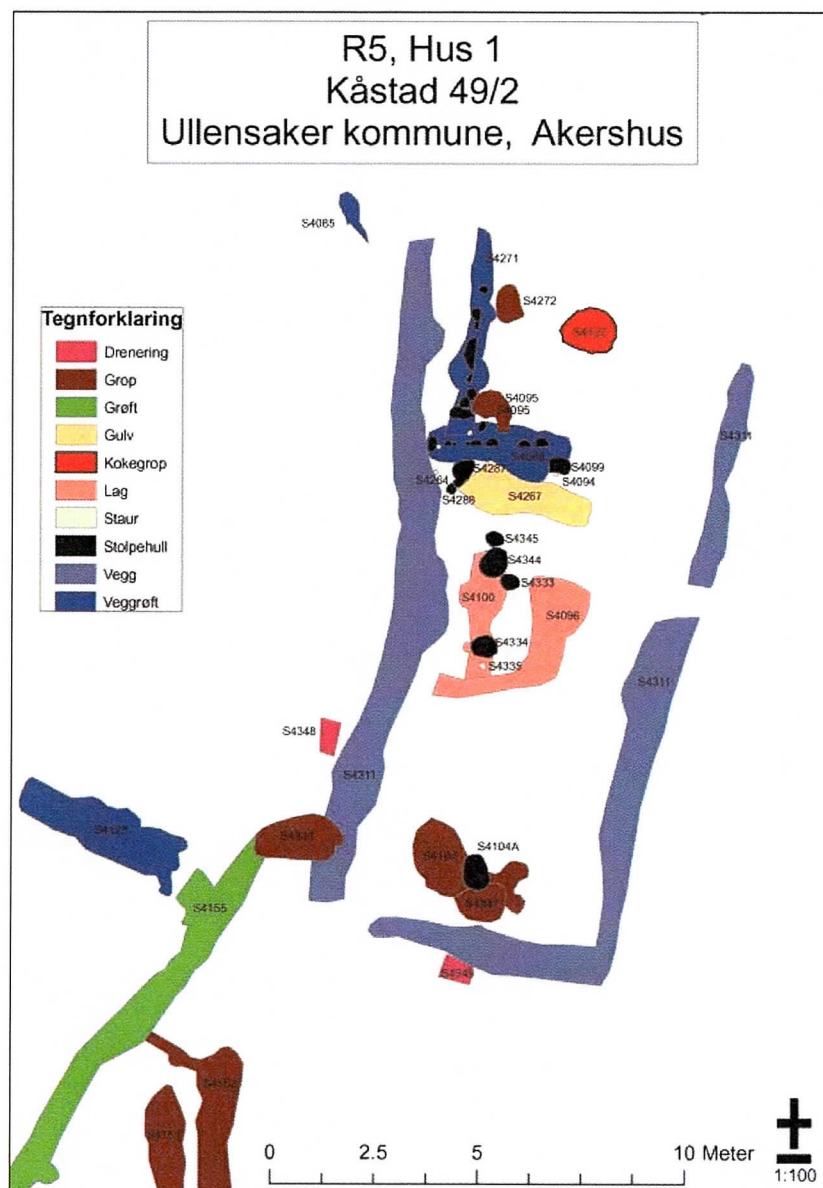 R5, Hus 1
Kåstad 49/2
Ullensaker kommune, Akershus
S4085
S4271
S4272
Tegnforklaring
Drenering
Grop
Grøft
Gulv
Kokegrop
Lag
Staur
Stolpehull
Vegg
Veggrøft
S4095
S4095
S4311
S4287
S4099
S4264
S4094
S4288
S4267
S4345
S4344
S4333
S4100
S4096
S4334
S4335
S4311
S4348
S4311
S4104A
S4155
0 2.5 5 10 Meter
1:100